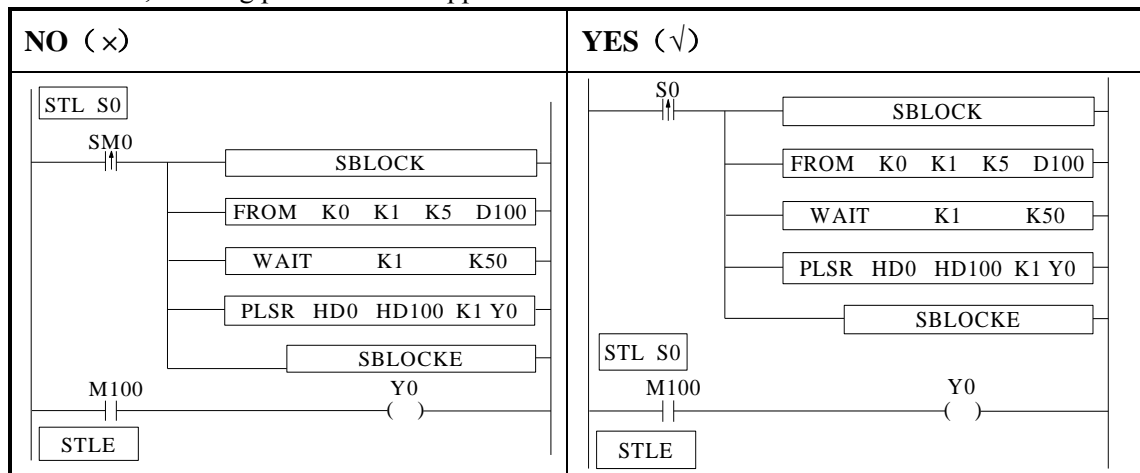 NO （×）
YES （√）
STL S0
SM0
SBLOCK
FROM K0 K1 K5 D100
WAIT K1 K50
PLSR HD0 HD100 K1 Y0
SBLOCKE
M100
Y0
STLE
S0
SBLOCK
FROM K0 K1 K5 D100
WAIT K1 K50
PLSR HD0 HD100 K1 Y0
SBLOCKE
STL S0
M100
Y0
STLE